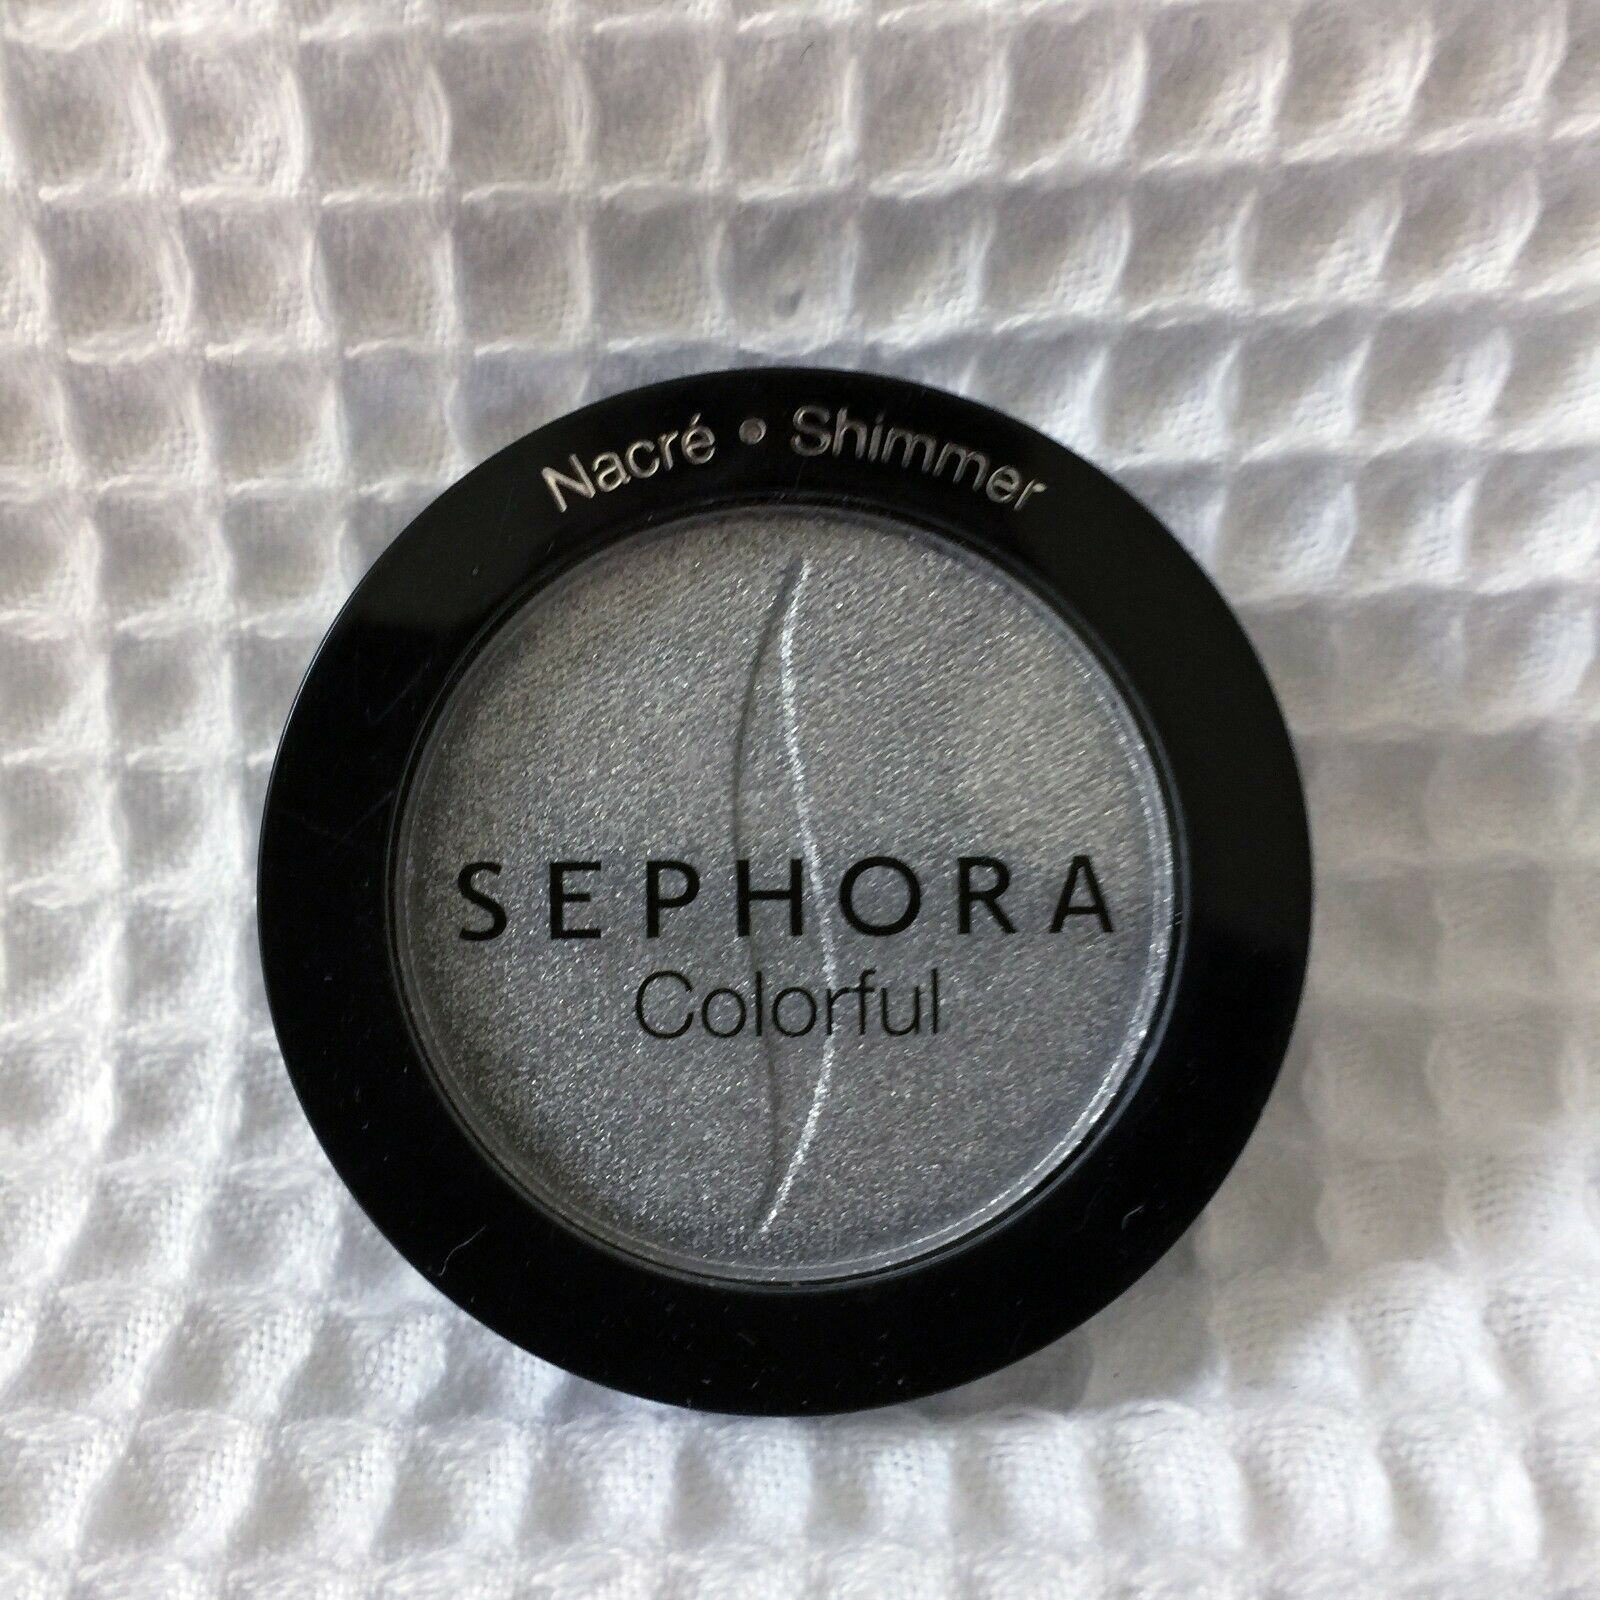 Nacré • Shimmer
SEPHORA
Colorful